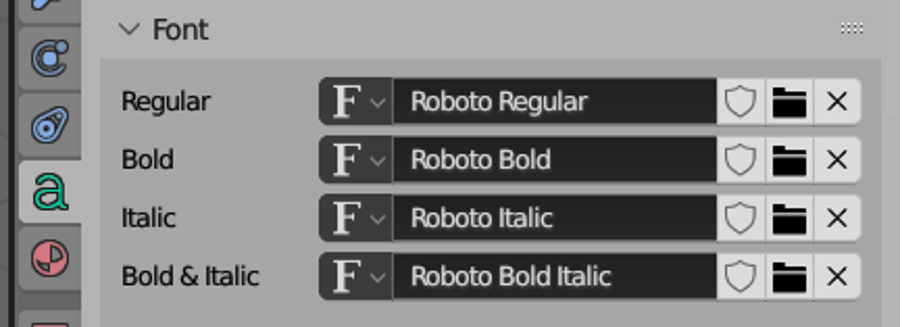 Font
Regular F Roboto Regular
Bold F Roboto Bold
a
Italic F Roboto Italic
Bold & Italic F Roboto Bold Italic